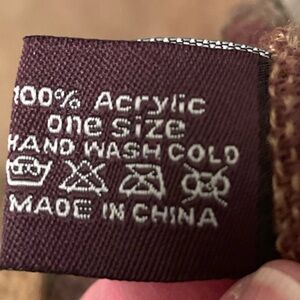 100% Acrylic
one size
HAND WASH COLD
MADE IN CHINA